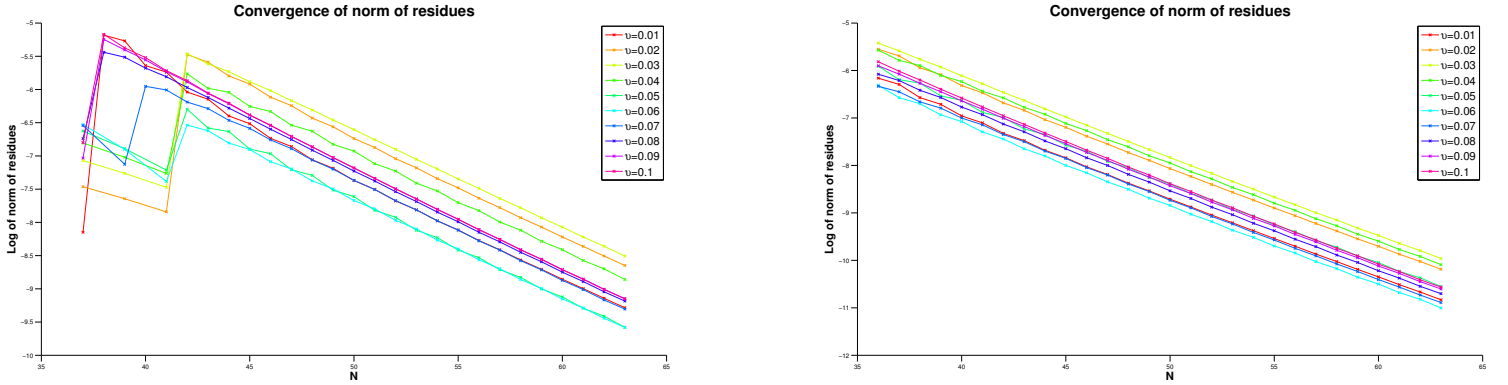 Convergence of norm of residues
Log of norm of residues
−5
−5.5
−6
−6.5
−7
−7.5
−8
−8.5
−9
−9.5
−10
35
40
45
50
55
60
65
N
υ=0.01
υ=0.02
υ=0.03
υ=0.04
υ=0.05
υ=0.06
υ=0.07
υ=0.08
υ=0.09
υ=0.1
Convergence of norm of residues
Log of norm of residues
−5
−6
−7
−8
−9
−10
−11
−12
35
40
45
50
55
60
65
N
υ=0.01
υ=0.02
υ=0.03
υ=0.04
υ=0.05
υ=0.06
υ=0.07
υ=0.08
υ=0.09
υ=0.1